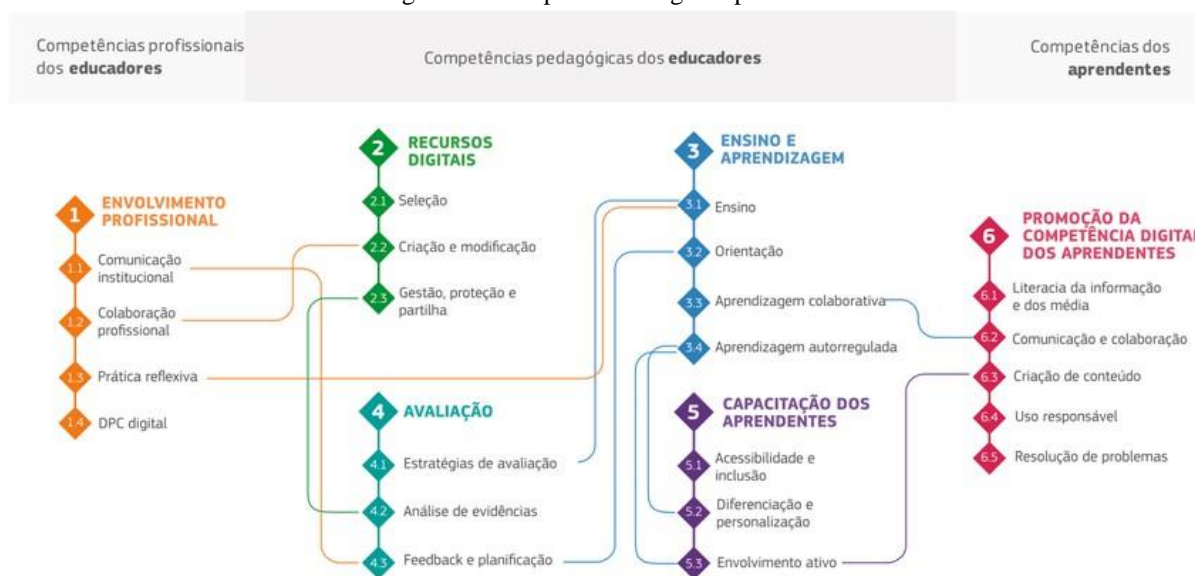 Competências profissionais
dos educadores
Competências pedagógicas dos educadores
Competências dos
aprendentes
1
ENVOLVIMENTO
PROFISSIONAL
1.1
Comunicação
institucional
1.2
Colaboração
profissional
1.3
Prática reflexiva
1.4
DPC digital
2
RECURSOS
DIGITAIS
2.1
Seleção
2.2
Criação e modificação
2.3
Gestão, proteção e
partilha
3
ENSINO E
APRENDIZAGEM
3.1
Ensino
3.2
Orientação
3.3
Aprendizagem colaborativa
3.4
Aprendizagem autorregulada
4
AVALIAÇÃO
4.1
Estratégias de avaliação
4.2
Análise de evidências
4.3
Feedback e planificação
5
CAPACITAÇÃO DOS
APRENDENTES
5.1
Acessibilidade e
inclusão
5.2
Diferenciação e
personalização
5.3
Envolvimento ativo
6
PROMOÇÃO DA
COMPETÊNCIA DIGITAL
DOS APRENDENTES
6.1
Literacia da informação
e dos média
6.2
Comunicação e colaboração
6.3
Criação de conteúdo
6.4
Uso responsável
6.5
Resolução de problemas